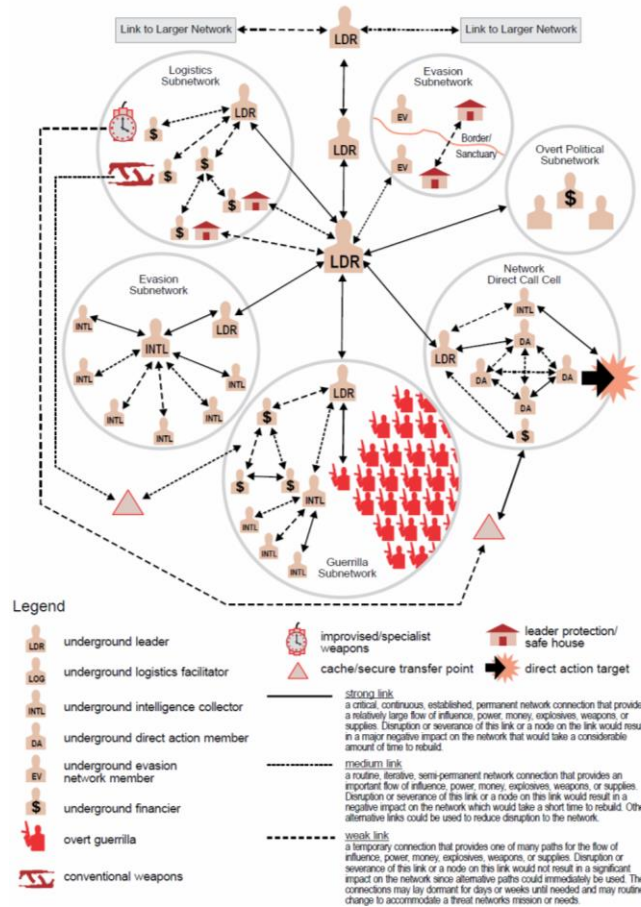 Link to Larger Network
LDR
Link to Larger Network
Logistics
Subnetwork
LDR
$
$
$
$
$
LDR
Evasion
Subnetwork
EV
EV
Border/
Sanctuary
Overt Political
Subnetwork
$
LDR
Evasion
Subnetwork
INTL
INTL
LDR
INTL
INTL
INTL
INTL
INTL
INTL
Network
Direct Call Cell
INTL
LDR
DA
DA
DA
DA
$
LDR
$
$
$
INTL
INTL
INTL
INTL
Guerrilla
Subnetwork
Legend
LDR underground leader
LOG underground logistics facilitator
INTL underground intelligence collector
DA underground direct action member
EV underground evasion
network member
$ underground financier
overt guerrilla
conventional weapons
improvised/specialist
weapons
cache/secure transfer point
leader protection/
safe house
direct action target
strong link
a critical, continuous, established, permanent network connection that provide
a relatively large flow of influence, power, money, explosives, weapons, or
supplies. Disruption or severance of this link or a node on the link would resu
in a major negative impact on the network that would take a considerable
amount of time to rebuild.
medium link
a routine, iterative, semi-permanent network connection that provides an
important flow of influence, power, money, explosives, weapons, or supplies.
Disruption or severance of this link or a node on this link would result in a
negative impact on the network which would take a short time to rebuild. Othe
alternative links could be used to reduce disruption to the network.
weak link
a temporary connection that provides one of many paths for the flow of
influence, power, money, explosives, weapons, or supplies. Disruption or
severance of this link or a node on this link would not result in a significant
impact on the network since alternative paths could immediately be used. The
connections may lay dormant for days or weeks until needed and may routine
change to accommodate a threat networks mission or needs.